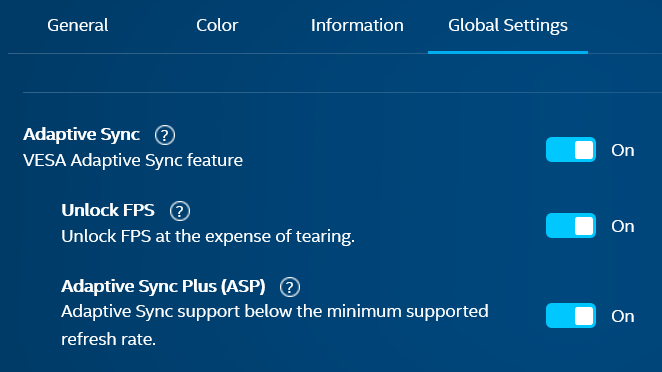 General Color Information Global Settings
Adaptive Sync ?
VESA Adaptive Sync feature
On
Unlock FPS ?
Unlock FPS at the expense of tearing.
On
Adaptive Sync Plus (ASP) ?
Adaptive Sync support below the minimum supported
refresh rate.
On